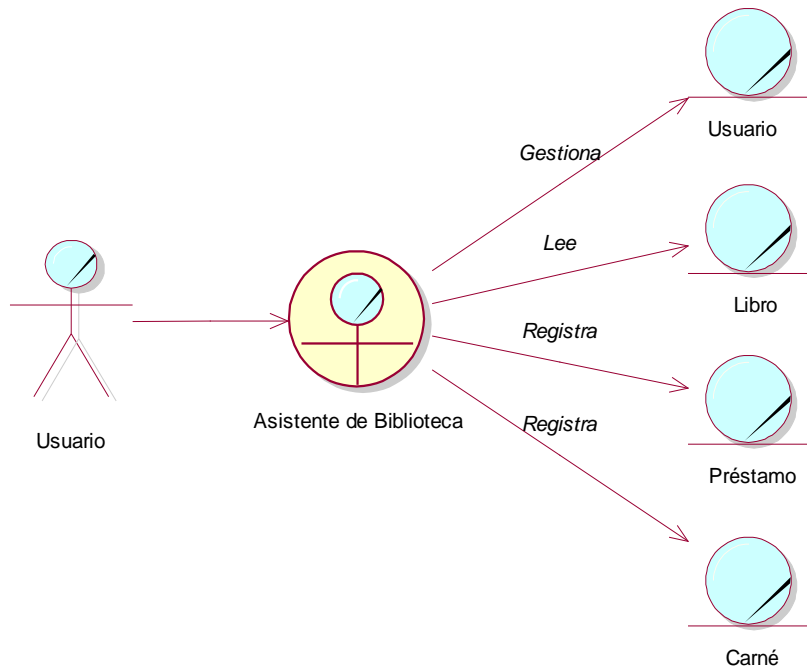 Usuario
Gestiona
Lee
Libro
Registra
Asistente de Biblioteca
Registra
Usuario
Préstamo
Carné